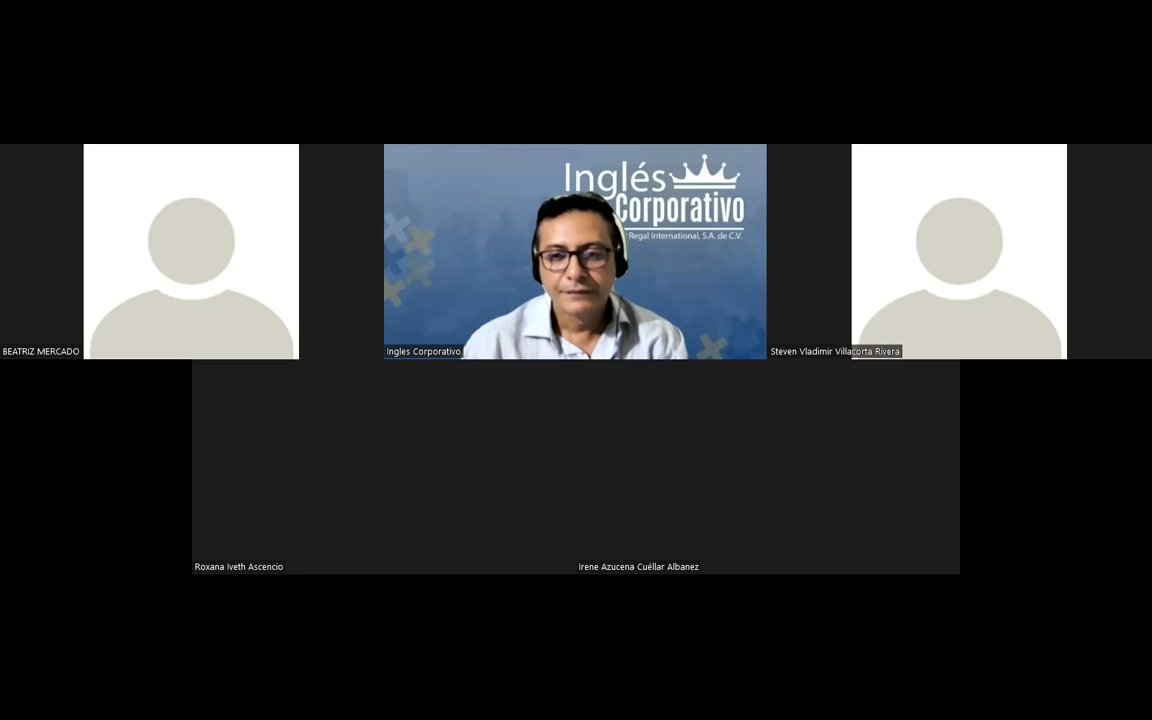 Inglés
Corporativo
Regal International, S.A. de C.V.
BEATRIZ MERCADO
Ingles Corporativo
Steven Vladimir Villacorta Rivera
Roxana Iveth Ascencio
Irene Azucena Cuéllar Albanez